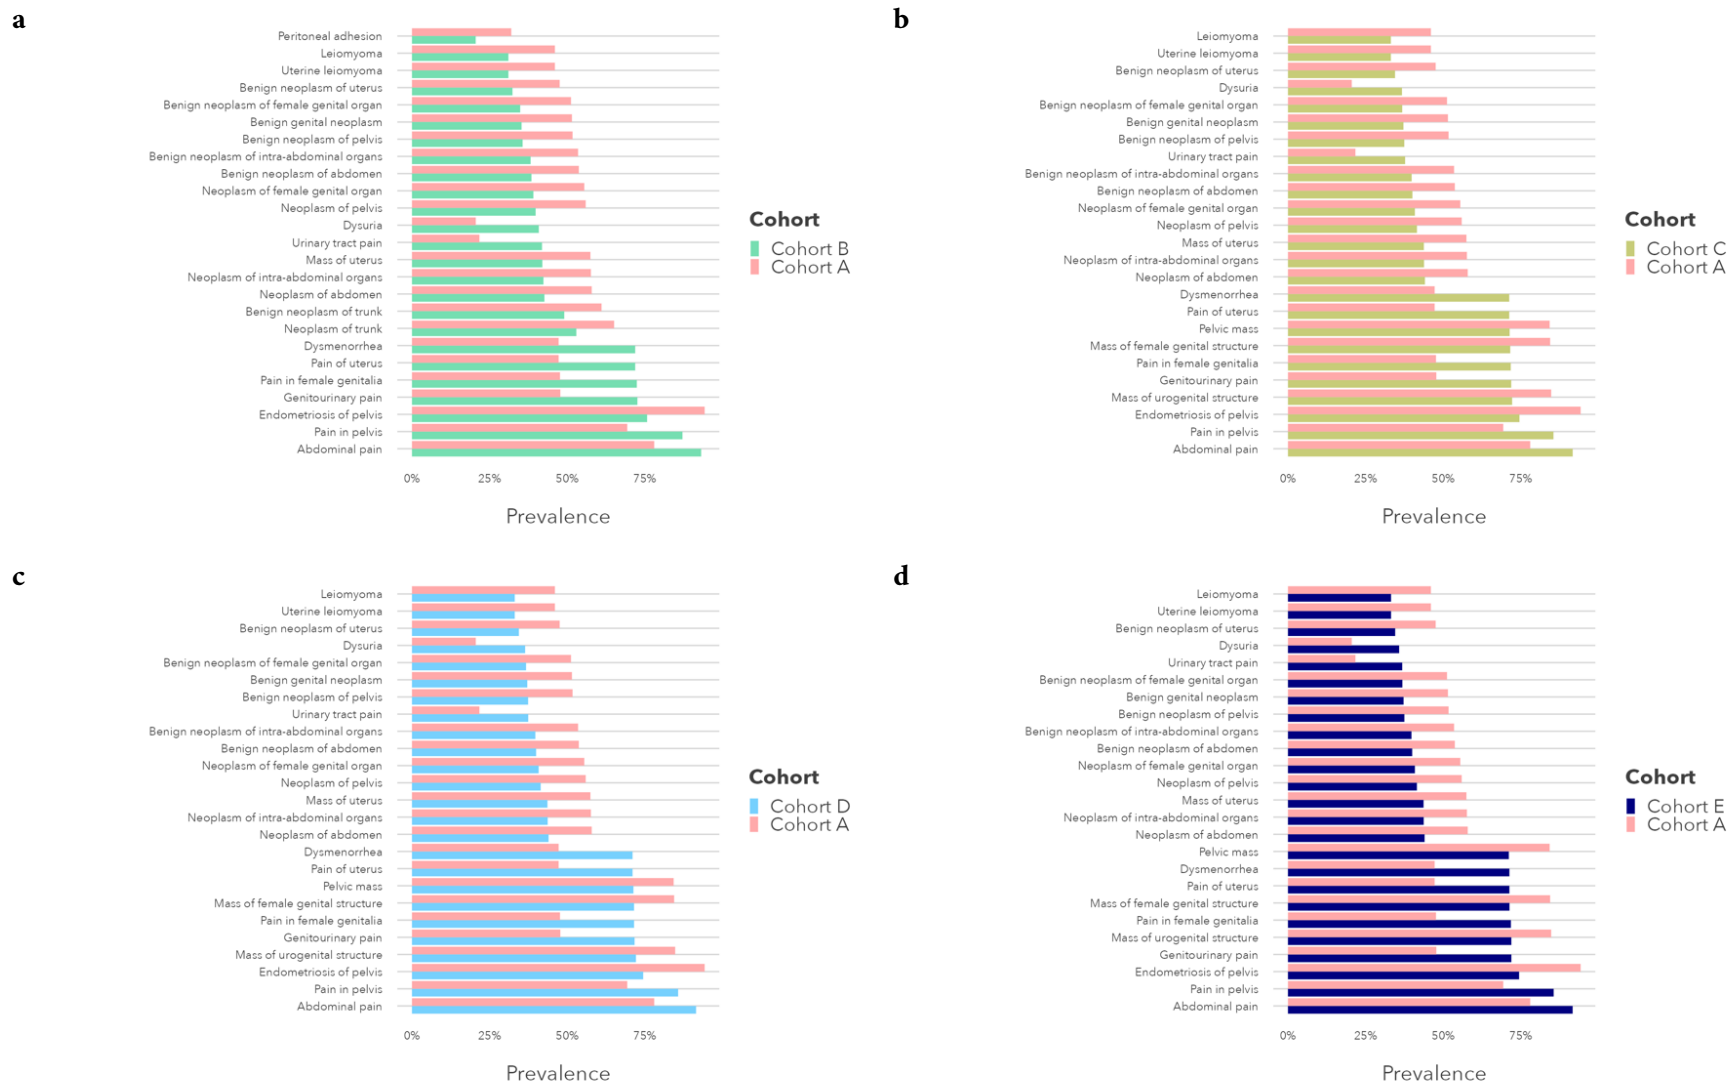 a
Peritoneal adhesion
Leiomyoma
Uterine leiomyoma
Benign neoplasm of uterus
Benign neoplasm of female genital organ
Benign genital neoplasm
Benign neoplasm of pelvis
Benign neoplasm of intra-abdominal organs
Benign neoplasm of abdomen
Neoplasm of female genital organ
Neoplasm of pelvis
Dysuria
Urinary tract pain
Mass of uterus
Neoplasm of intra-abdominal organs
Neoplasm of abdomen
Benign neoplasm of trunk
Neoplasm of trunk
Dysmenorrhea
Pain of uterus
Pain in female genitalia
Genitourinary pain
Endometriosis of pelvis
Pain in pelvis
Abdominal pain
0% 25% 50% 75%
Prevalence
Cohort
Cohort B
Cohort A
b
Leiomyoma
Uterine leiomyoma
Benign neoplasm of uterus
Dysuria
Benign neoplasm of female genital organ
Benign genital neoplasm
Benign neoplasm of pelvis
Urinary tract pain
Benign neoplasm of intra-abdominal organs
Benign neoplasm of abdomen
Neoplasm of female genital organ
Neoplasm of pelvis
Mass of uterus
Neoplasm of intra-abdominal organs
Neoplasm of abdomen
Dysmenorrhea
Pain of uterus
Pelvic mass
Mass of female genital structure
Pain in female genitalia
Genitourinary pain
Mass of urogenital structure
Endometriosis of pelvis
Pain in pelvis
Abdominal pain
0% 25% 50% 75%
Prevalence
Cohort
Cohort C
Cohort A
c
Leiomyoma
Uterine leiomyoma
Benign neoplasm of uterus
Dysuria
Benign neoplasm of female genital organ
Benign genital neoplasm
Benign neoplasm of pelvis
Urinary tract pain
Benign neoplasm of intra-abdominal organs
Benign neoplasm of abdomen
Neoplasm of female genital organ
Neoplasm of pelvis
Mass of uterus
Neoplasm of intra-abdominal organs
Neoplasm of abdomen
Dysmenorrhea
Pain of uterus
Pelvic mass
Mass of female genital structure
Pain in female genitalia
Genitourinary pain
Mass of urogenital structure
Endometriosis of pelvis
Pain in pelvis
Abdominal pain
0% 25% 50% 75%
Prevalence
Cohort
Cohort D
Cohort A
d
Leiomyoma
Uterine leiomyoma
Benign neoplasm of uterus
Dysuria
Urinary tract pain
Benign neoplasm of female genital organ
Benign genital neoplasm
Benign neoplasm of pelvis
Benign neoplasm of intra-abdominal organs
Benign neoplasm of abdomen
Neoplasm of female genital organ
Neoplasm of pelvis
Mass of uterus
Neoplasm of intra-abdominal organs
Neoplasm of abdomen
Pelvic mass
Dysmenorrhea
Pain of uterus
Mass of female genital structure
Pain in female genitalia
Mass of urogenital structure
Genitourinary pain
Endometriosis of pelvis
Pain in pelvis
Abdominal pain
0% 25% 50% 75%
Prevalence
Cohort
Cohort E
Cohort A